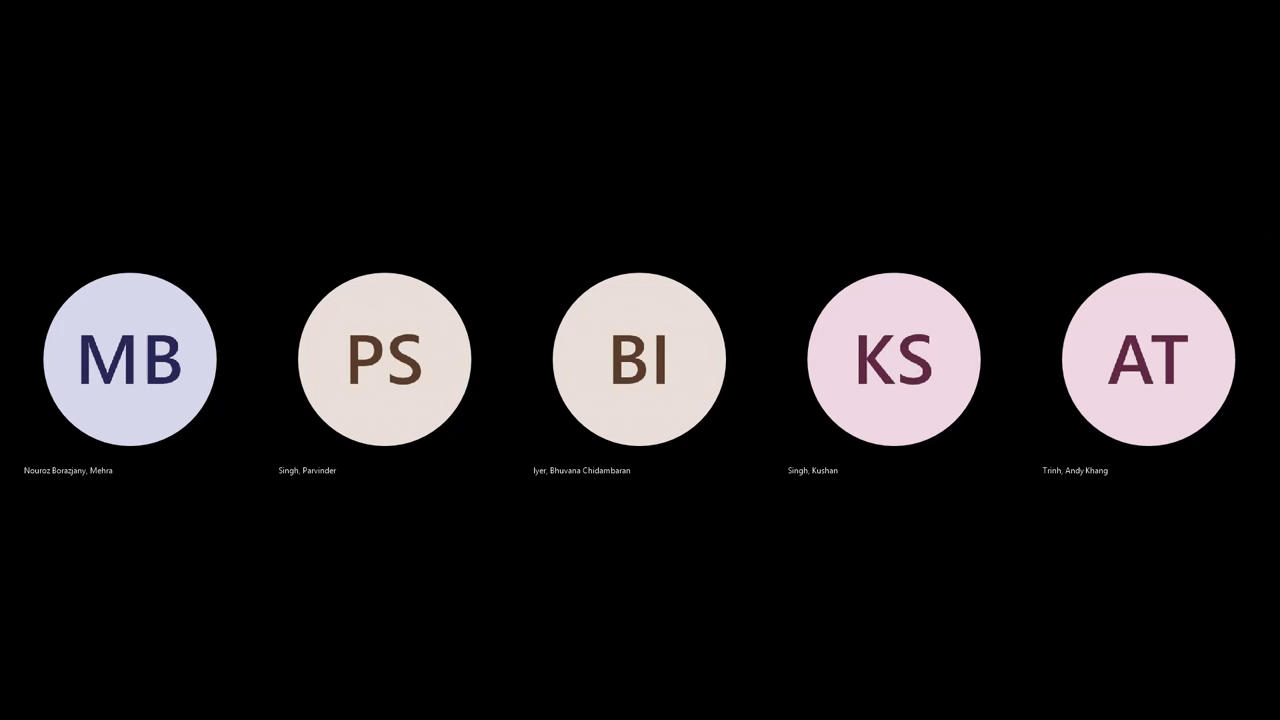 MB
PS
BI
KS
AT
Nouroz Borazjany, Mehra
Singh, Parvinder
Iyer, Bhuvana Chidambaran
Singh, Kushan
Trinh, Andy Khang